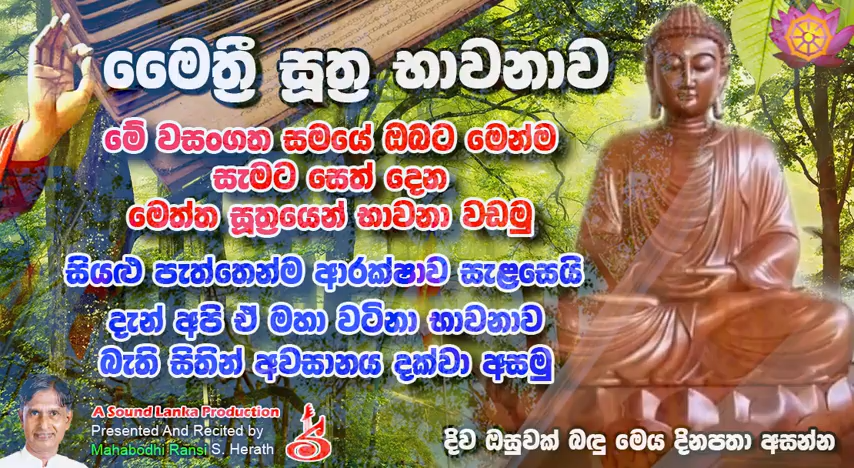 මෛත්‍රී සූත්‍ර භාවනාව
මේ වසංගත සමයේ ඔබට මෙන්ම
සැමට සෙත් දෙන
මෙත්ත සූත්‍රයෙන් භාවනා වඩමු
සියළු පැත්තෙන්ම ආරක්ෂාව සැළසෙයි
දැන් අපි ඒ මහා වටිනා භාවනාව
බැති සිතින් අවසානය දක්වා අසමු
A Sound Lanka Production
Presented And Recited by
Mahabodhi Ransi S. Herath
දිව ඔසුවක් බඳු මෙය දිනපතා අසන්න